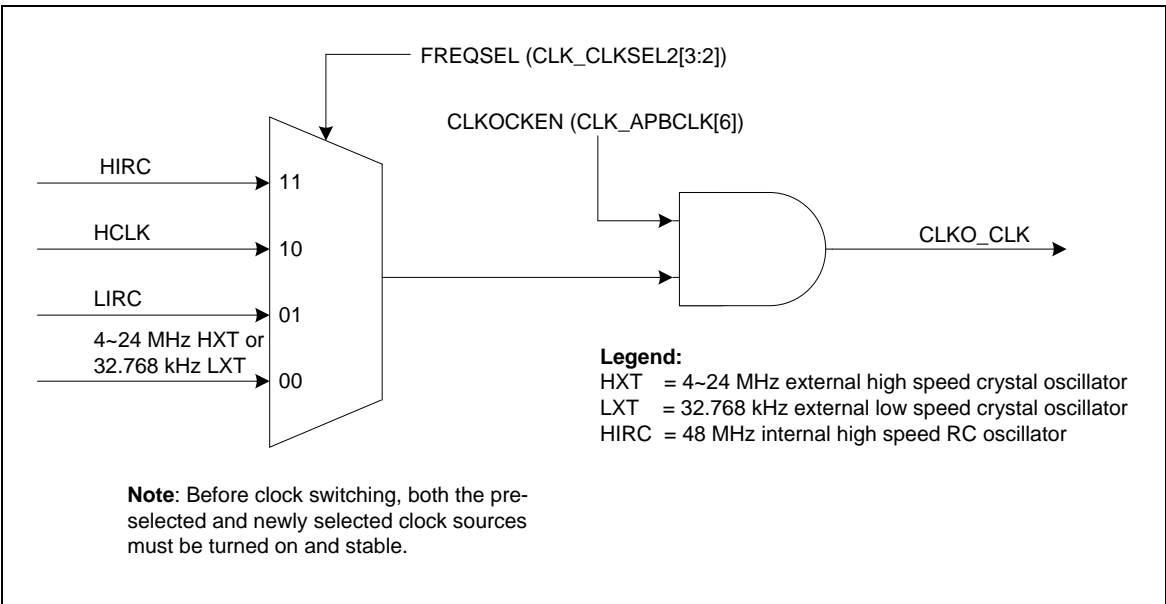 FREQSEL (CLK_CLKSEL2[3:2])
CLKOCKEN (CLK_APBCLK[6])
HIRC
11
HCLK
10
CLKO_CLK
LIRC
01
4~24 MHz HXT or
32.768 kHz LXT
00
Legend:
HXT = 4~24 MHz external high speed crystal oscillator
LXT = 32.768 kHz external low speed crystal oscillator
HIRC = 48 MHz internal high speed RC oscillator
Note: Before clock switching, both the pre-
selected and newly selected clock sources
must be turned on and stable.